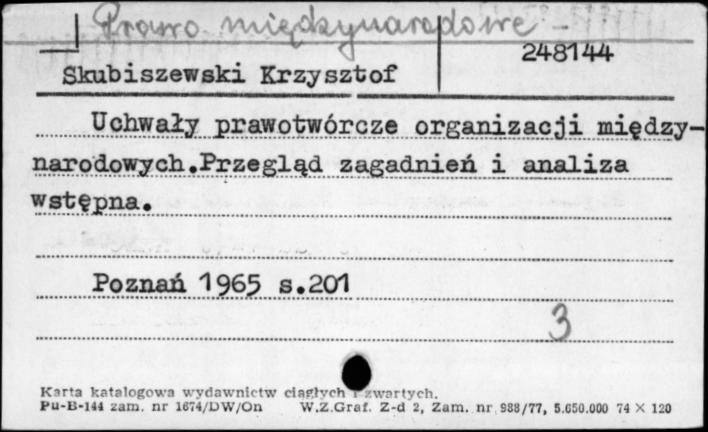 Prawo międzynarodowe -
248144
Skubiszewski Krzysztof
Uchwały prawotwórcze organizacji między-
narodowych.Przegląd zagadnień i analiza
wstępna.
Poznań 1965 s.201
3
Karta katalogowa wydawnictw ciągłych i zwartych.
Pu-B-144 zam. nr 1674/DW/On W.Z.Graf. Z-d 2, Zam. nr 988/77, 5.650.000 74 X 120